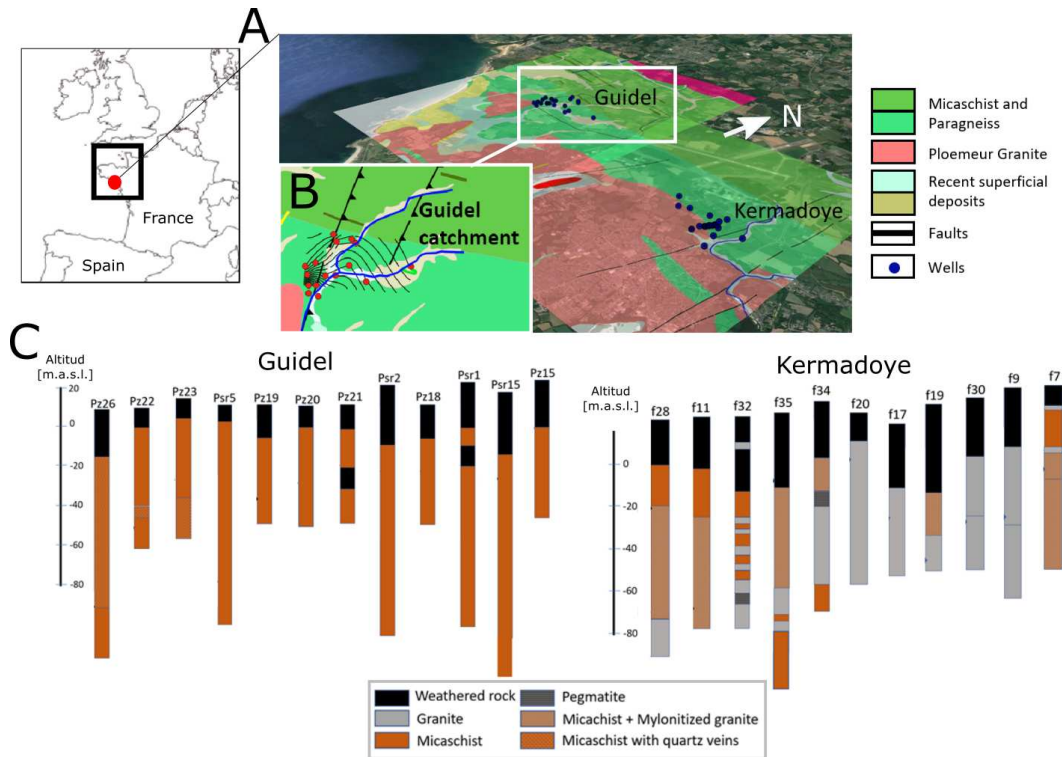 A
France
Spain
Guidel
N
Kermadoye
B
Guidel
catchment
Micaschist and
Paragneiss
Ploemeur Granite
Recent superficial
deposits
Faults
Wells
C
Guidel
Altitud
[m.a.s.l.]
20
0
-20
-40
-60
-80
Pz26
Pz22
Pz23
Psr5
Pz19
Pz20
Pz21
Psr2
Pz18
Psr1
Psr15
Pz15
Kermadoye
Altitud
[m.a.s.l.]
0
-20
-40
-60
-80
f28
f11
f32
f35
f34
f20
f17
f19
f30
f9
f7
Weathered rock
Granite
Micaschist
Pegmatite
Micachist + Mylonitized granite
Micaschist with quartz veins